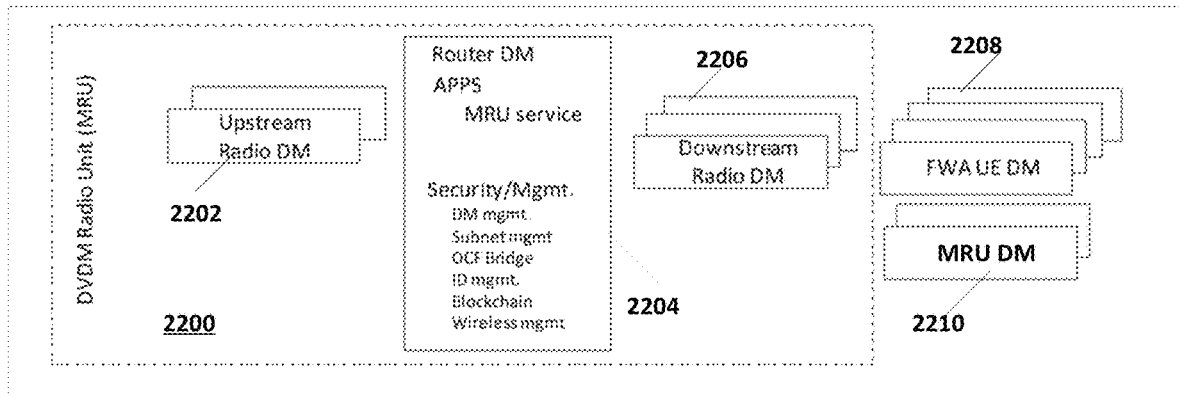 DVDM Radio Unit (MRU)
2200
Upstream
Radio DM
2202
Router DM
APPS
MRU service
Security/Mgmt.
DM mgmt.
Subnet mgmt
OCF Bridge
ID mgmt.
Blockchain
Wireless mgmt
2204
2206
Downstream
Radio DM
2208
FWA UE DM
MRU DM
2210